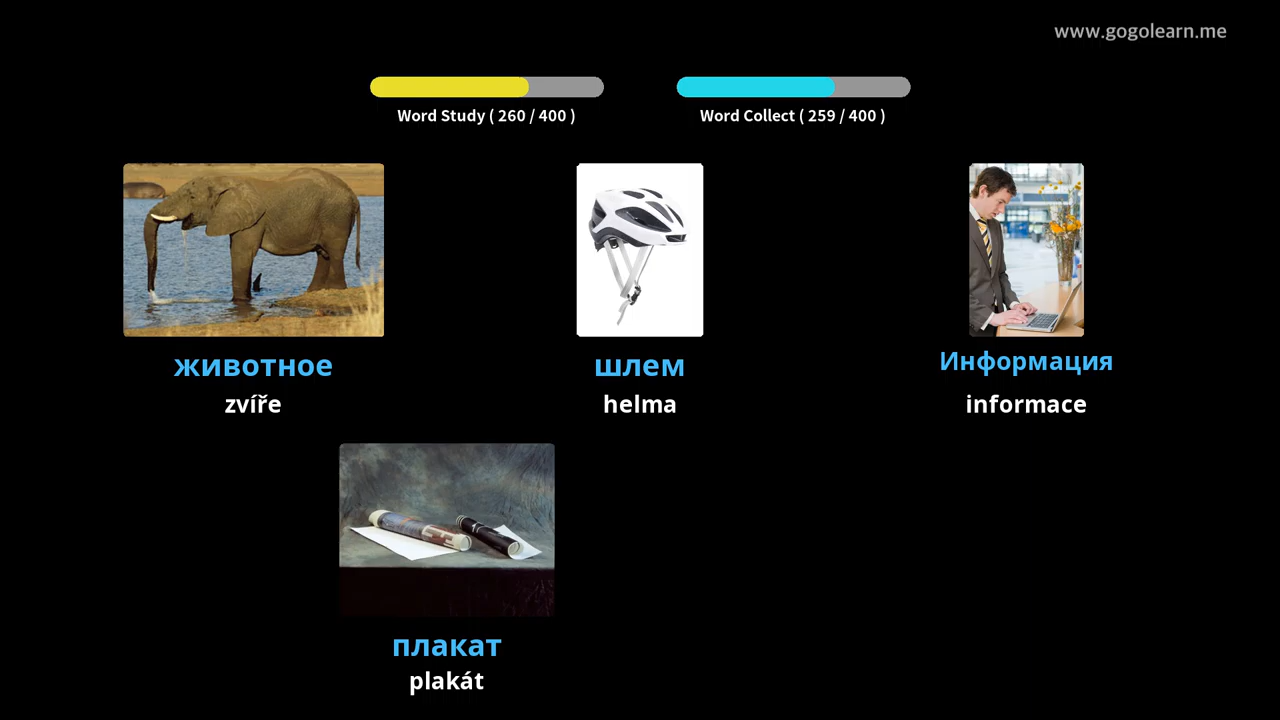 www.gogolearn.me
Word Study ( 260 / 400 )
Word Collect ( 259 / 400 )
животное
шлем
Информация
zvíře
helma
informace
плакат
plakát